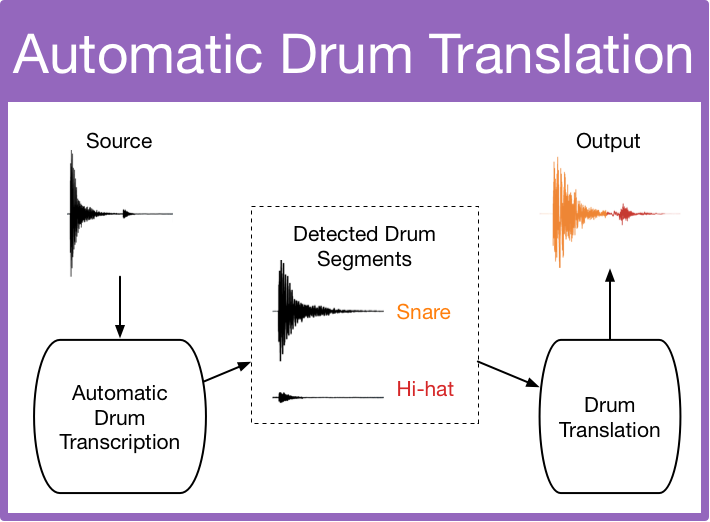 Automatic Drum Translation
Source
Output
Detected Drum
Segments
Snare
Hi-hat
Automatic
Drum
Transcription
Drum
Translation